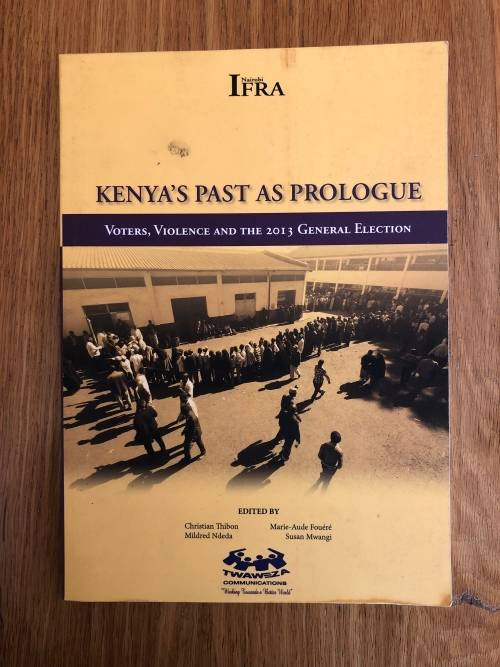 Nairobi
IFRA
KENYA'S PAST AS PROLOGUE
VOTERS, VIOLENCE AND THE 2013 GENERAL ELECTION
EDITED BY
Christian Thibon Marie-Aude Fouéré
Mildred Ndeda Susan Mwangi
TWAWEZA
COMMUNICATIONS
"Working Towards a Better World"